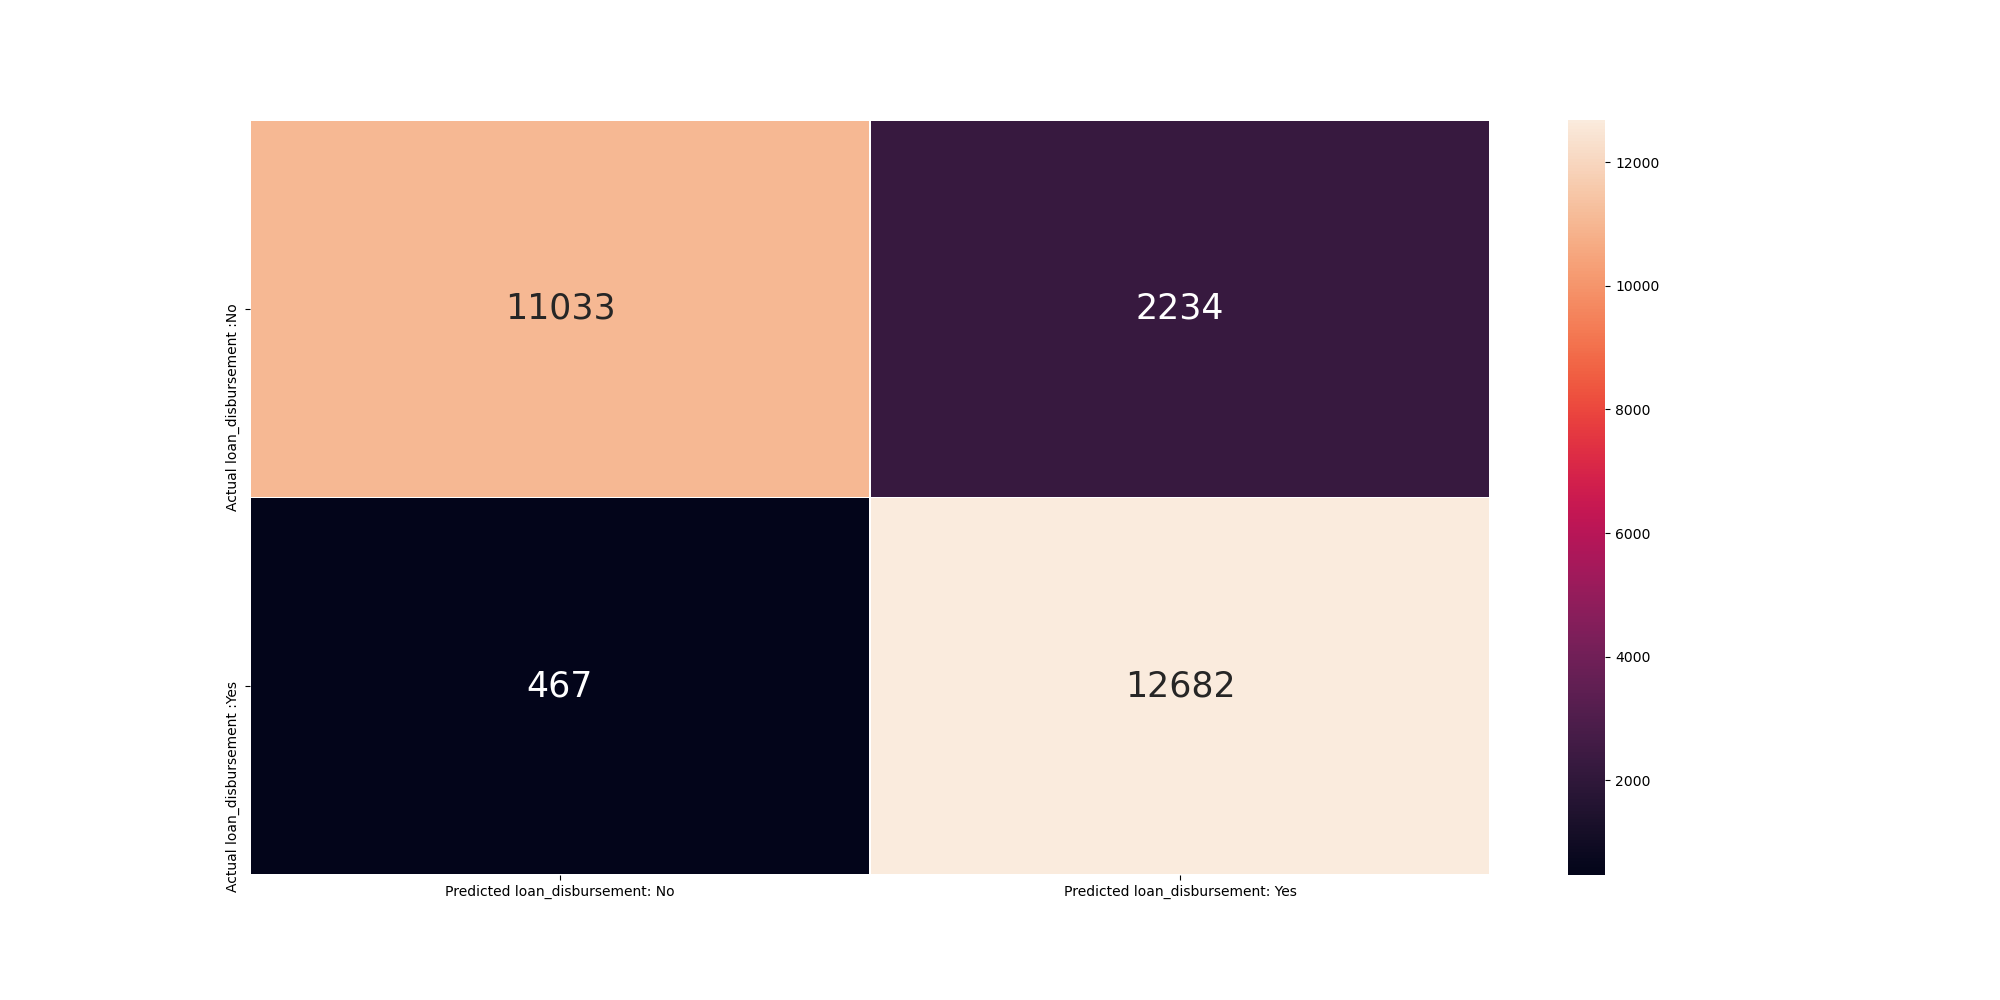 Actual loan_disbursement :No
11033
2234
Actual loan_disbursement :Yes
467
12682
Predicted loan_disbursement: No
Predicted loan_disbursement: Yes
12000
10000
8000
6000
4000
2000